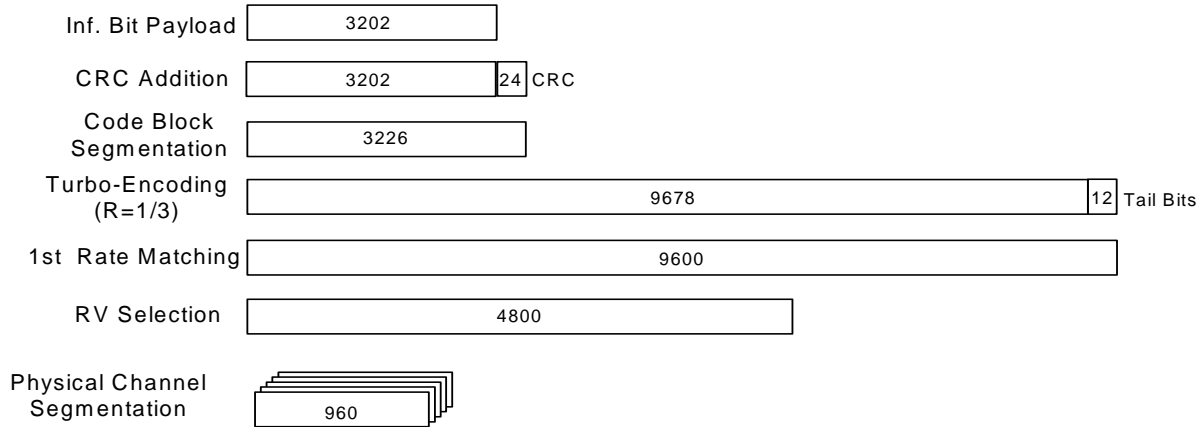 Inf. Bit Payload 3202
CRC Addition 3202 24 CRC
Code Block
Segmentation 3226
Turbo-Encoding
(R=1/3) 9678 12 Tail Bits
1st Rate Matching 9600
RV Selection 4800
Physical Channel
Segmentation 960